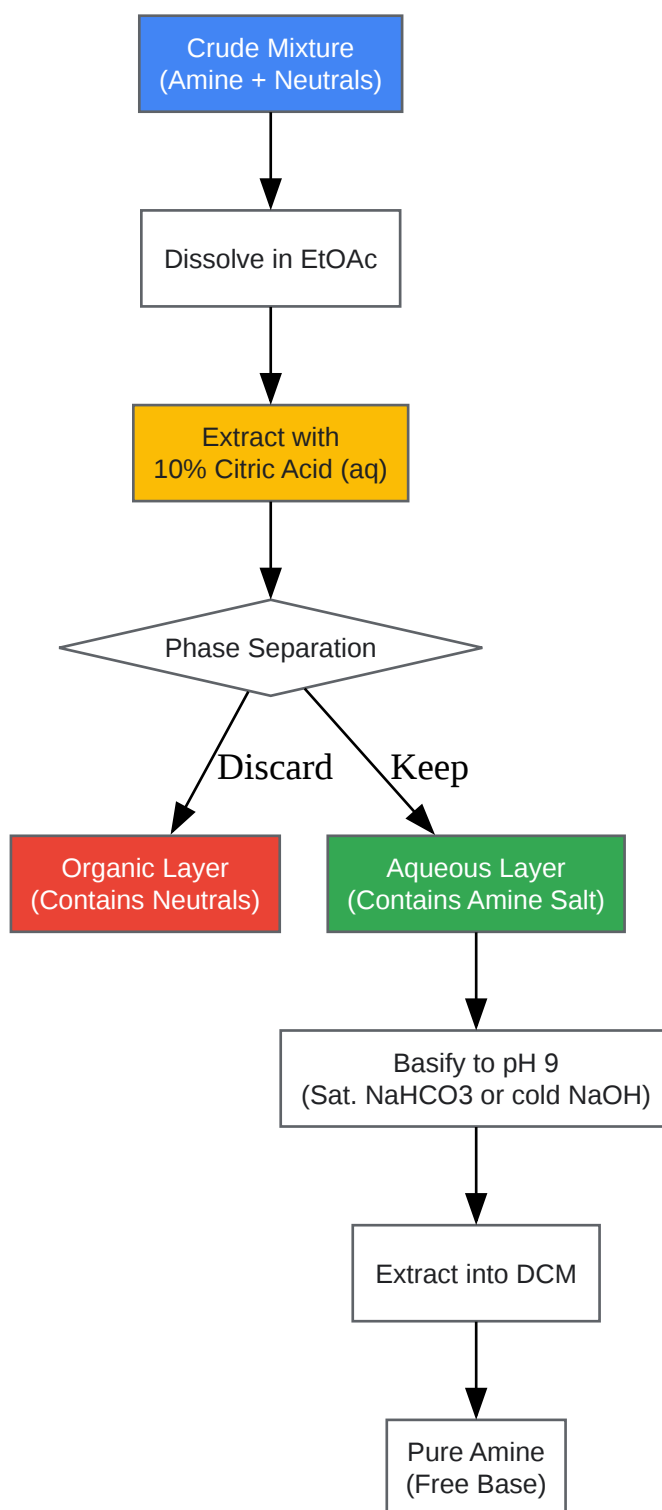 Crude Mixture
(Amine + Neutrals)
Dissolve in EtOAc
Extract with
10% Citric Acid (aq)
Phase Separation
Discard
Keep
Organic Layer
(Contains Neutrals)
Aqueous Layer
(Contains Amine Salt)
Basify to pH 9
(Sat. NaHCO3 or cold NaOH)
Extract into DCM
Pure Amine
(Free Base)